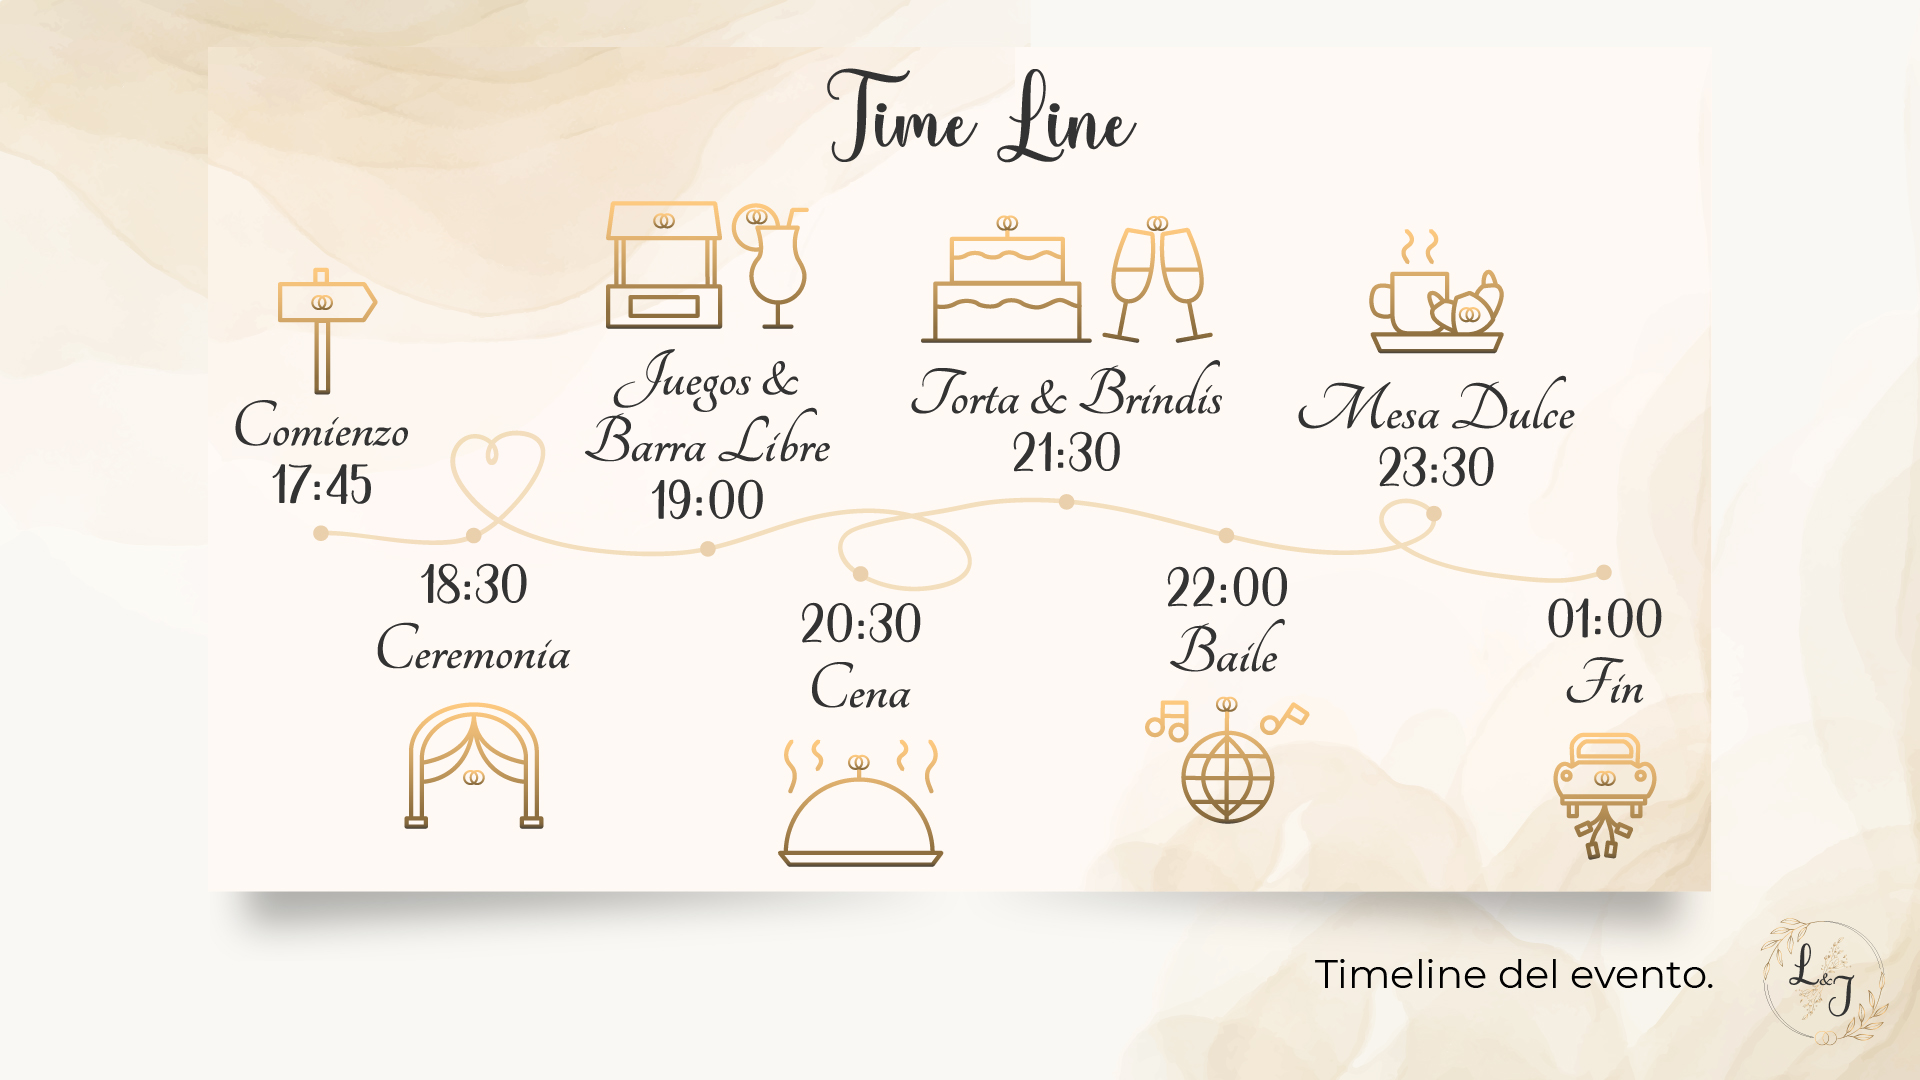 Time Line
Comienzo
17:45
18:30
Ceremonia
Juegos &
Barra Libre
19:00
20:30
Cena
Torta & Brindis
21:30
22:00
Baile
Mesa Dulce
23:30
01:00
Fin
Timeline del evento.
L&J